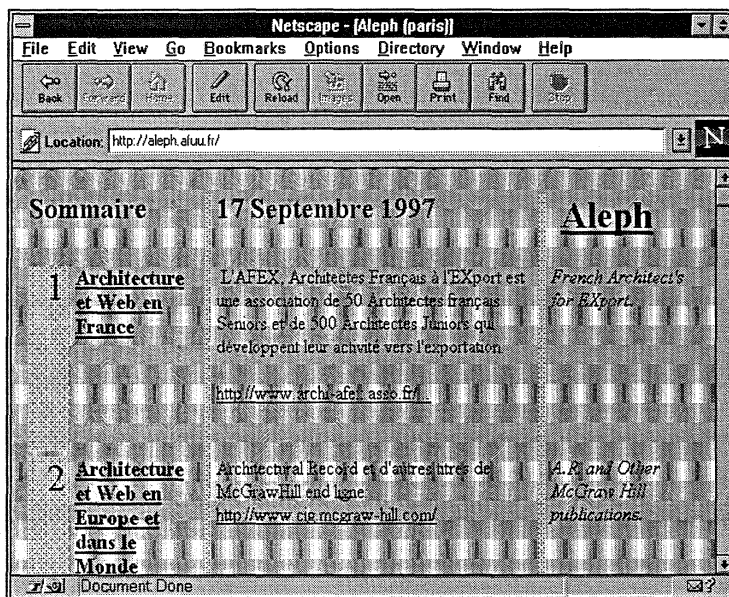 Netscape - [Aleph (paris)]
File Edit View Go Bookmarks Options Directory Window Help
Back Forward Home Edit Reload Images Open Print Find Stop
Location: http://aleph.afuu.fr/
N
Sommaire
17 Septembre 1997
Aleph
1 Architecture
et Web en
France
L'AFEX, Architectes Français à l'EXport est
une association de 50 Architectes français
Seniors et de 500 Architectes Juniors qui
développent leur activité vers l'exportation
http://www.archi-afex.asso.fr/
French Architect's
for EXport.
2 Architecture
et Web en
Europe et
dans le
Monde
Architectural Record et d'autres titres de
McGrawHill end ligne
http://www.cig.mcgraw-hill.com/
A.R. and Other
McGraw Hill
publications.
Document Done